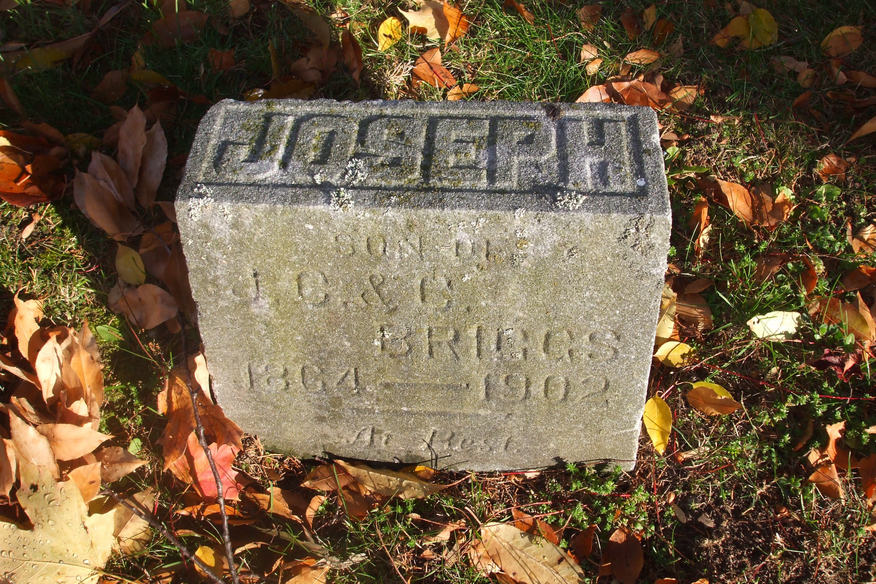 JOSEPH
SON OF
J. C. & C.
BRIGGS
1864 — 1902
At Rest